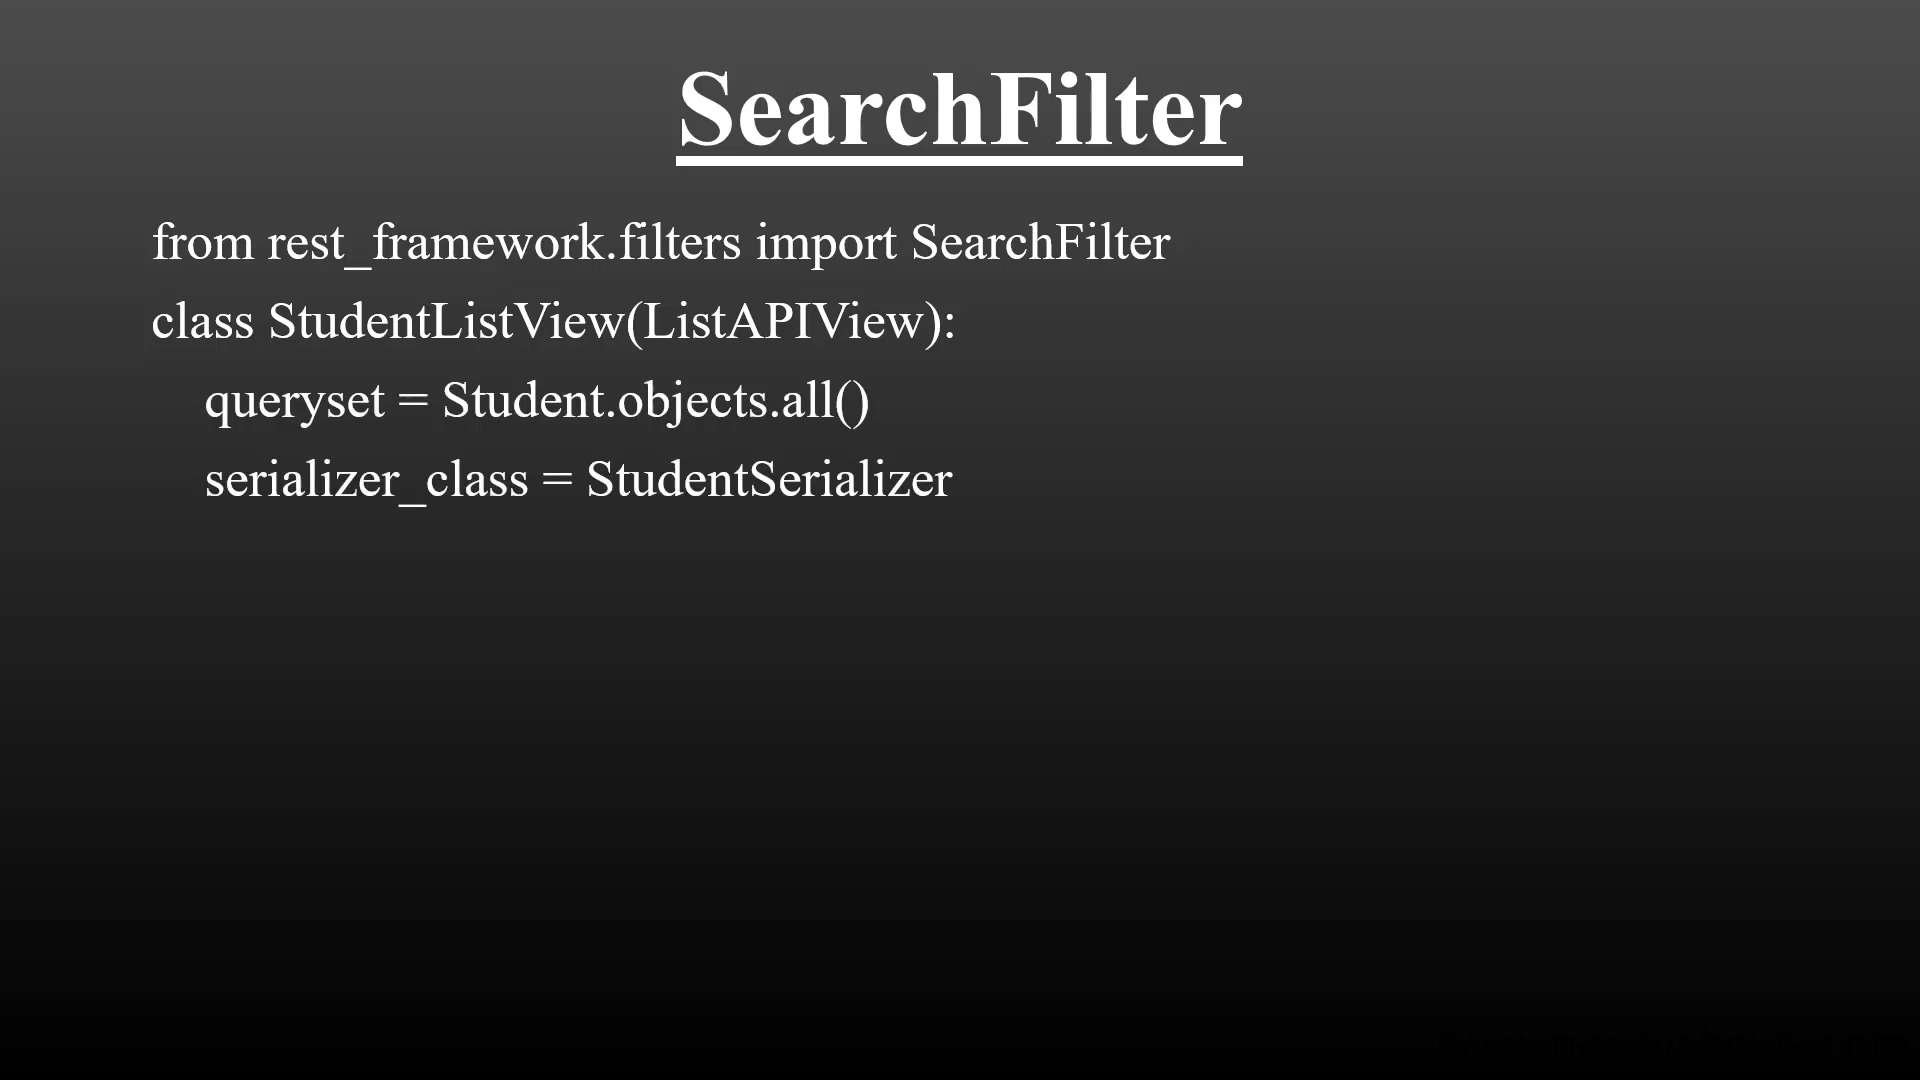 SearchFilter
from rest_framework.filters import SearchFilter
class StudentListView(ListAPIView):
queryset = Student.objects.all()
serializer_class = StudentSerializer